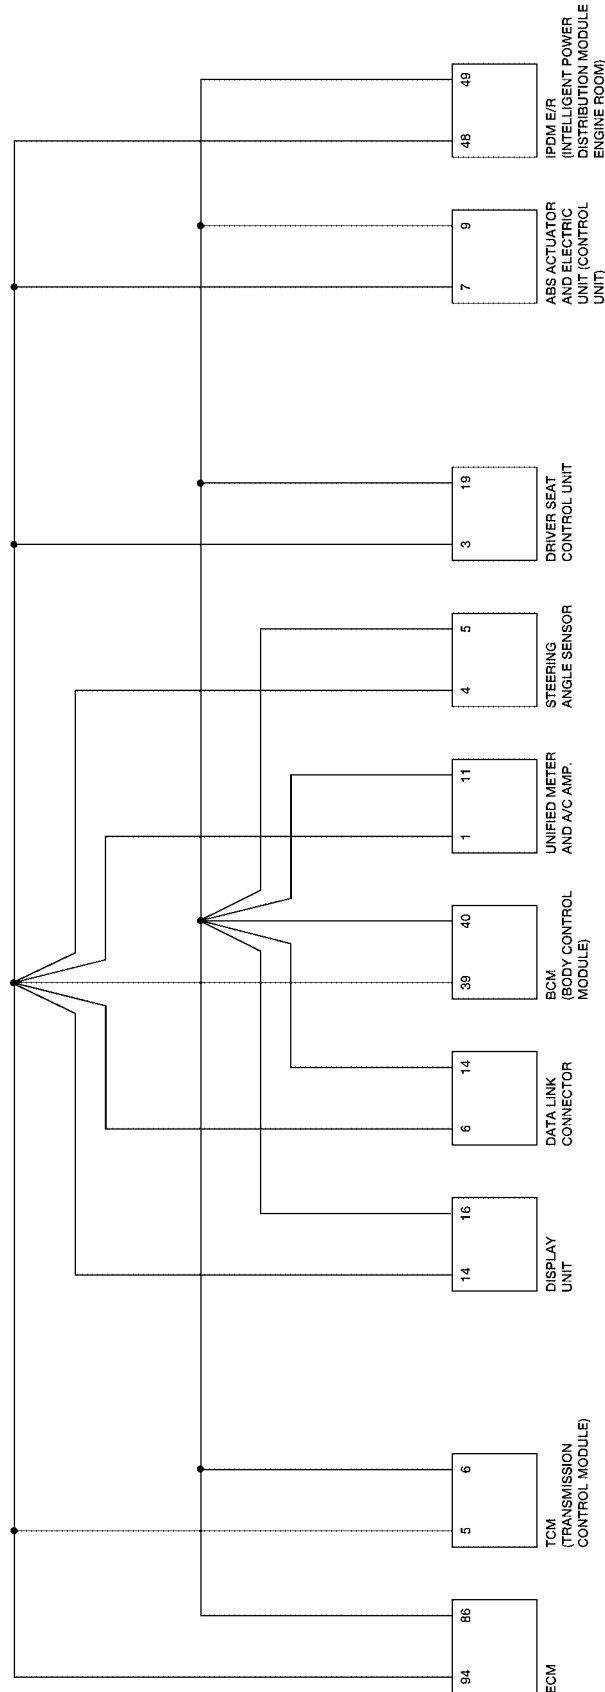 94
86
ECM
5
6
TCM
(TRANSMISSION
CONTROL MODULE)
14
16
DISPLAY
UNIT
6
14
DATA LINK
CONNECTOR
39
40
BCM
(BODY CONTROL
MODULE)
1
11
UNIFIED METER
AND A/C AMP.
4
5
STEERING
ANGLE SENSOR
3
19
DRIVER SEAT
CONTROL UNIT
7
9
ABS ACTUATOR
AND ELECTRIC
UNIT (CONTROL
UNIT)
48
49
IPDM E/R
(INTELLIGENT POWER
DISTRIBUTION MODULE
ENGINE ROOM)